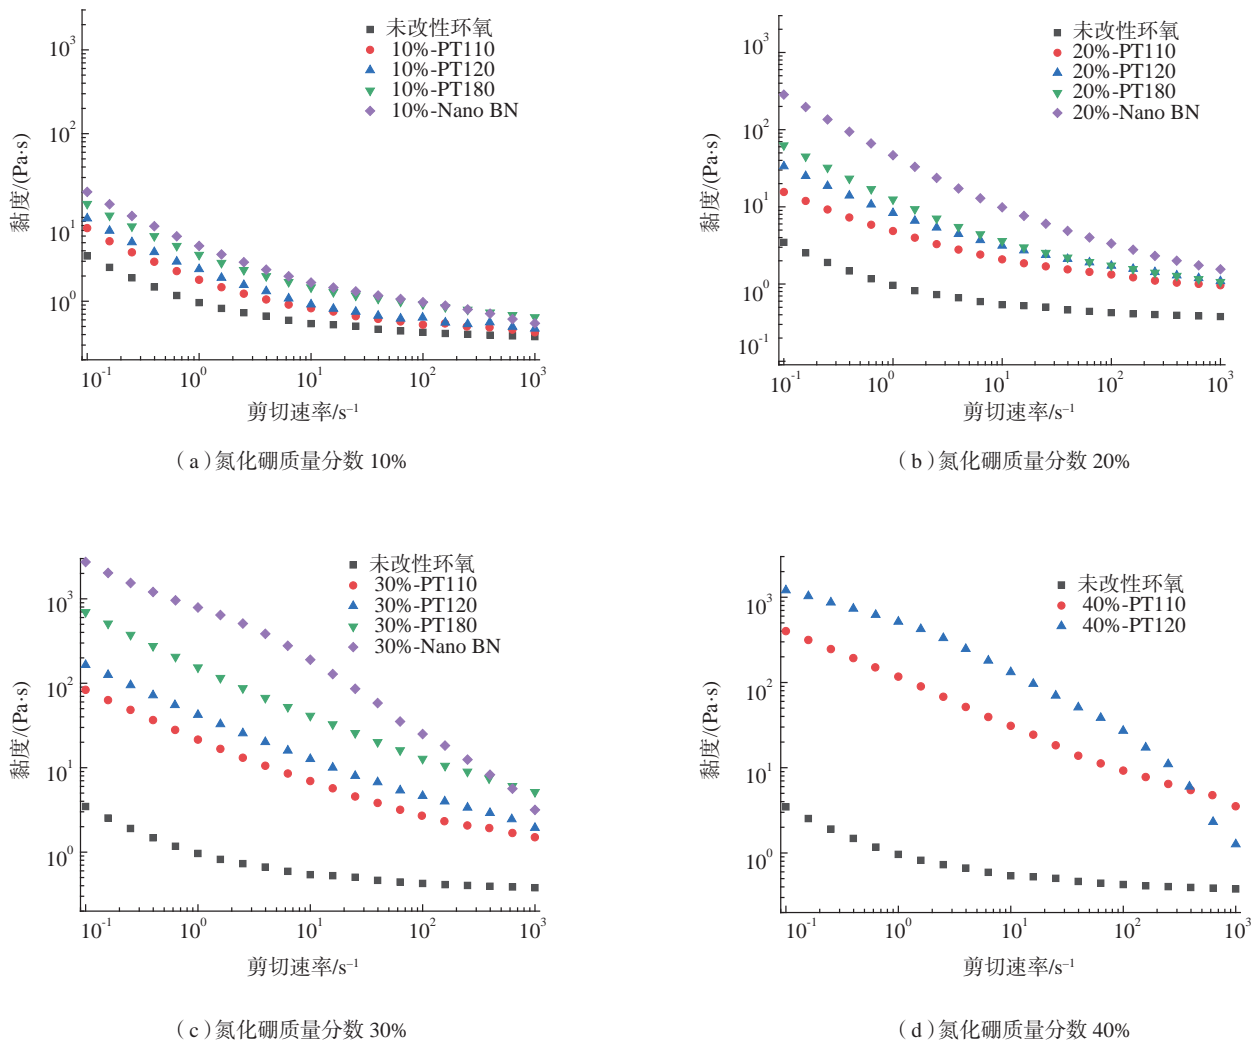 黏度/(Pa·s)
10³
10²
10¹
10⁰
未改性环氧
10%-PT110
10%-PT120
10%-PT180
10%-Nano BN
10⁻¹ 10⁰ 10¹ 10² 10³
剪切速率/s⁻¹
(a)氮化硼质量分数 10%
黏度/(Pa·s)
10³
10²
10¹
10⁰
10⁻¹
未改性环氧
20%-PT110
20%-PT120
20%-PT180
20%-Nano BN
10⁻¹ 10⁰ 10¹ 10² 10³
剪切速率/s⁻¹
(b)氮化硼质量分数 20%
黏度/(Pa·s)
10³
10²
10¹
10⁰
未改性环氧
30%-PT110
30%-PT120
30%-PT180
30%-Nano BN
10⁻¹ 10⁰ 10¹ 10² 10³
剪切速率/s⁻¹
(c)氮化硼质量分数 30%
黏度/(Pa·s)
10³
10²
10¹
10⁰
未改性环氧
40%-PT110
40%-PT120
10⁻¹ 10⁰ 10¹ 10² 10³
剪切速率/s⁻¹
(d)氮化硼质量分数 40%